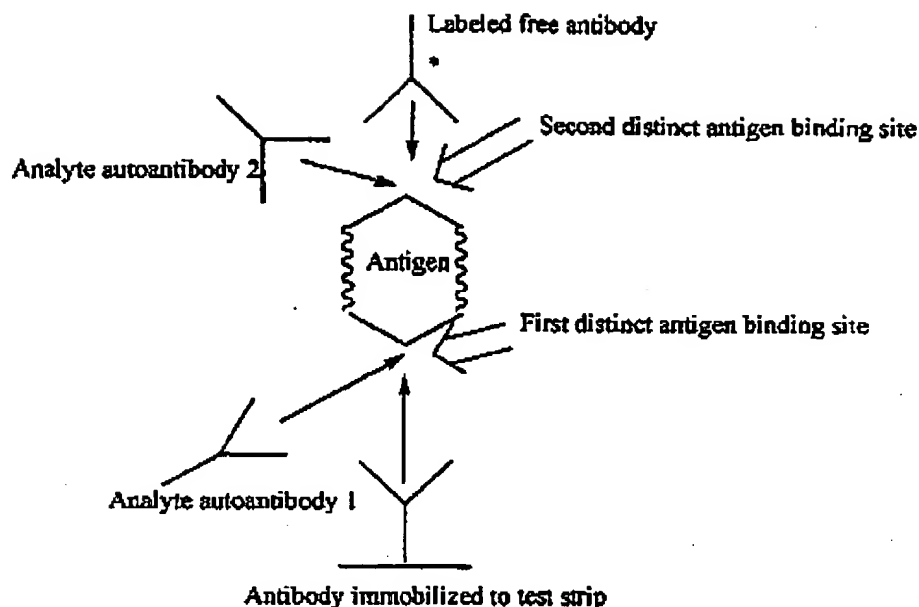 Labeled free antibody
*
Second distinct antigen binding site
Analyte autoantibody 2
Antigen
First distinct antigen binding site
Analyte autoantibody 1
Antibody immobilized to test strip